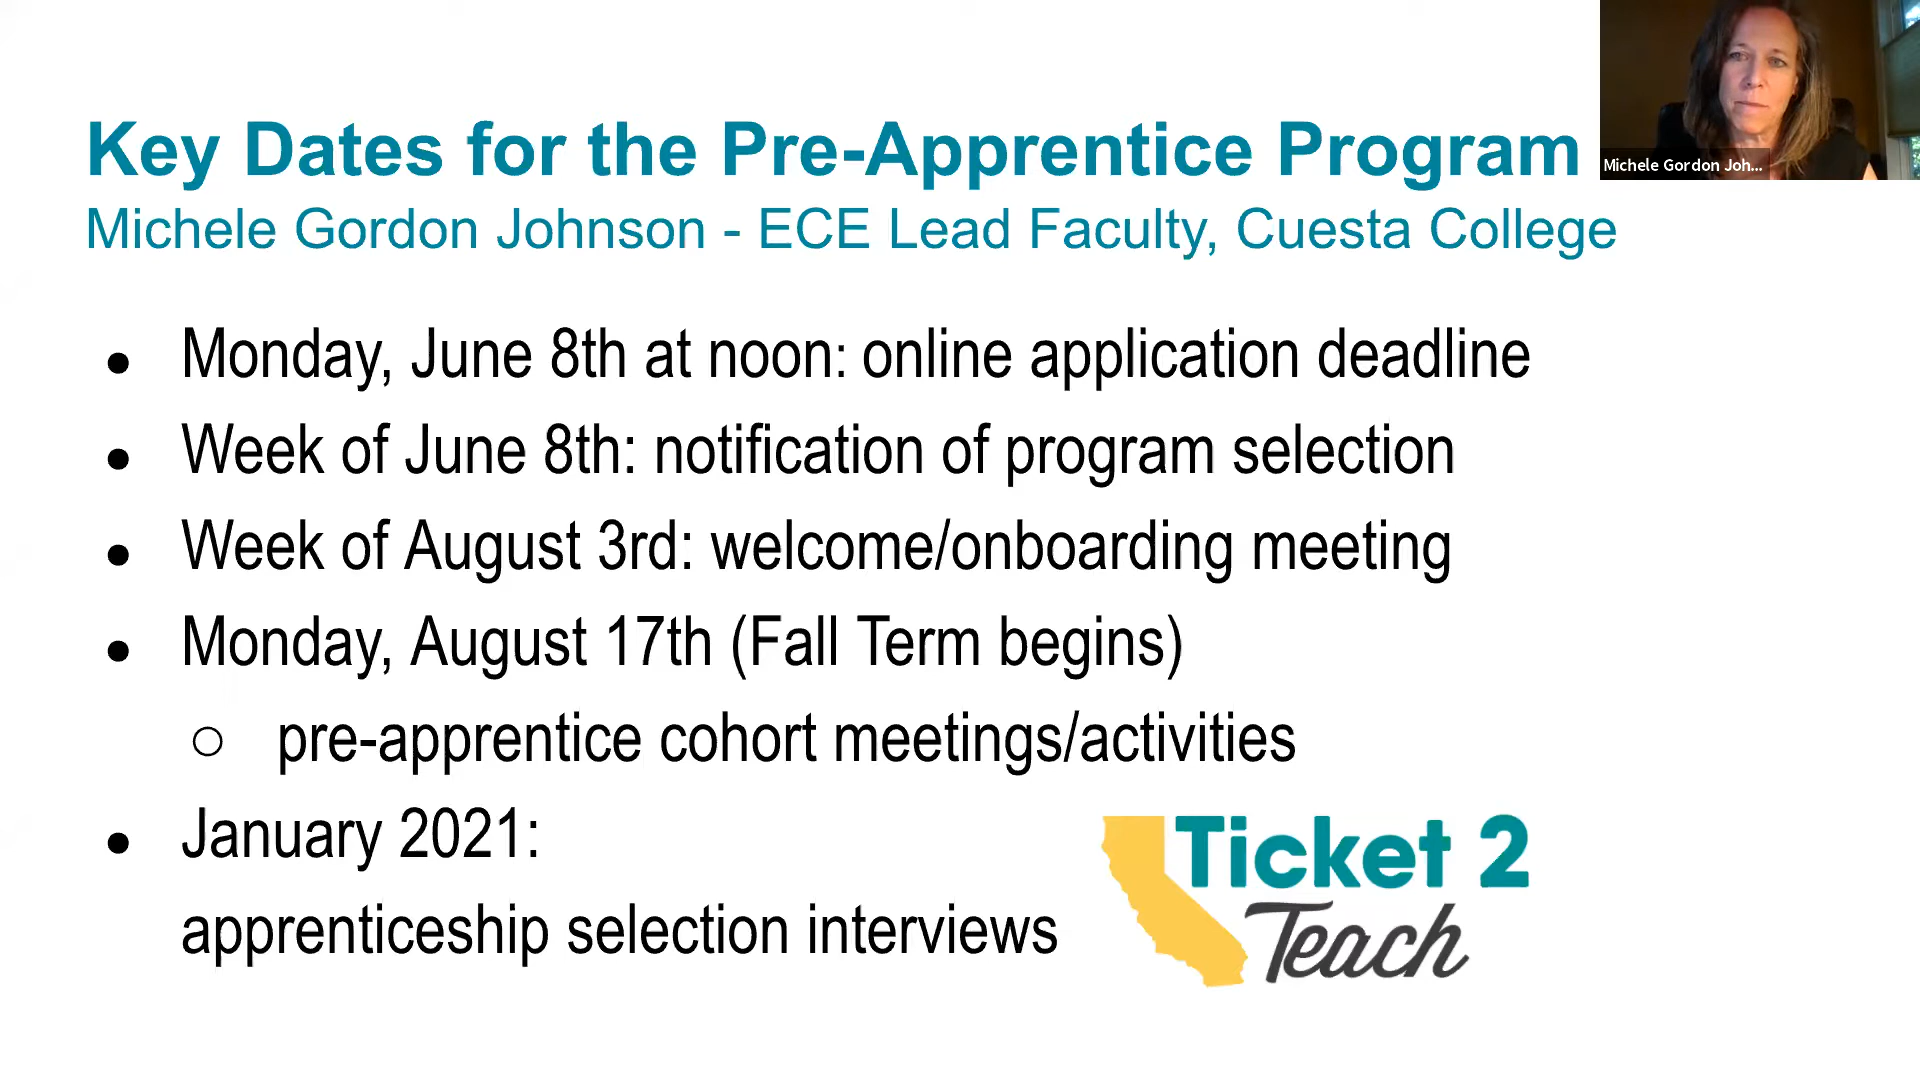 Key Dates for the Pre-Apprentice Program
Michele Gordon Joh...
Michele Gordon Johnson - ECE Lead Faculty, Cuesta College
● Monday, June 8th at noon: online application deadline
● Week of June 8th: notification of program selection
● Week of August 3rd: welcome/onboarding meeting
● Monday, August 17th (Fall Term begins)
○ pre-apprentice cohort meetings/activities
● January 2021:
apprenticeship selection interviews
Ticket 2
Teach